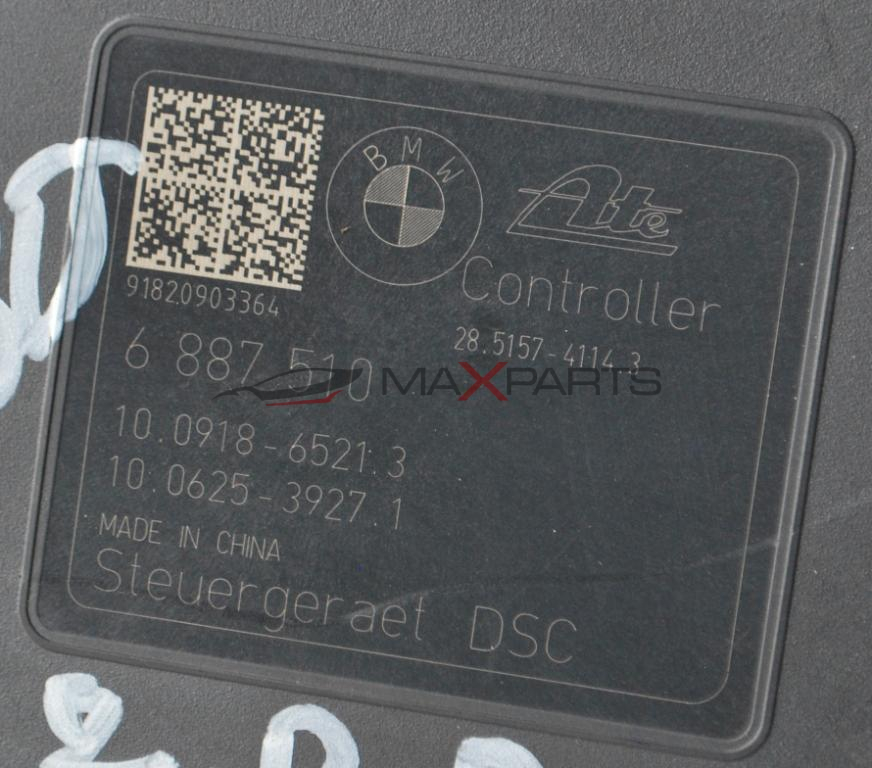 BMW
Ate
Controller
91820903364
28.5157-4114.3
6 887 510
MAXPARTS
10.0918-6521.3
10.0625-3927.1
MADE IN CHINA
Steuergeraet DSC